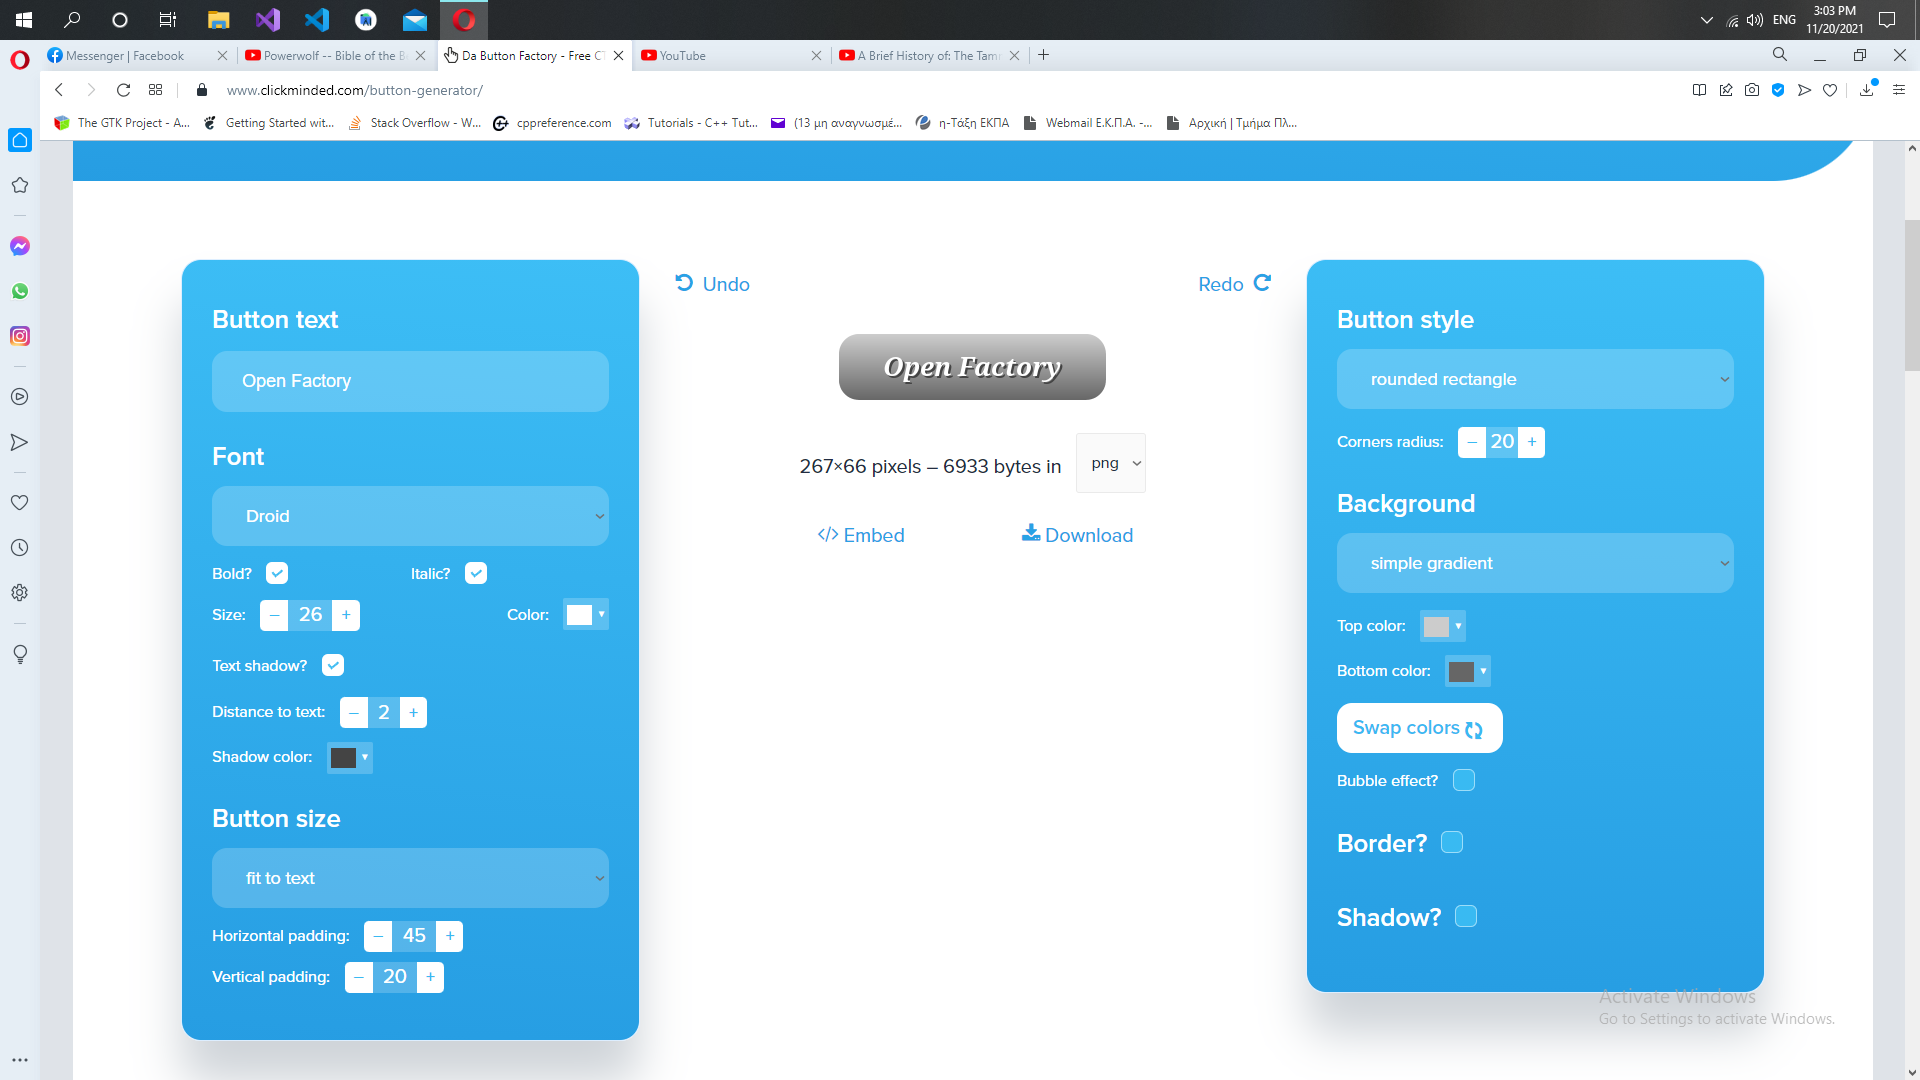 3:03 PM
ENG
11/20/2021
Messenger | Facebook
Powerwolf -- Bible of the B
Da Button Factory - Free CT
YouTube
A Brief History of: The Tam
www.clickminded.com/button-generator/
The GTK Project - A...
Getting Started wit...
Stack Overflow - W...
cppreference.com
Tutorials - C++ Tut...
(13 μη αναγνωσμέ...
η-Τάξη ΕΚΠΑ
Webmail Ε.Κ.Π.Α. -...
Αρχική | Τμήμα Πλ...
Undo
Redo
Button text
Open Factory
Font
Droid
Bold?
Italic?
Size: – 26 +
Color:
Text shadow?
Distance to text: – 2 +
Shadow color:
Button size
fit to text
Horizontal padding: – 45 +
Vertical padding: – 20 +
Open Factory
267×66 pixels – 6933 bytes in png
</> Embed
Download
Button style
rounded rectangle
Corners radius: – 20 +
Background
simple gradient
Top color:
Bottom color:
Swap colors
Bubble effect?
Border?
Shadow?
Activate Windows
Go to Settings to activate Windows.